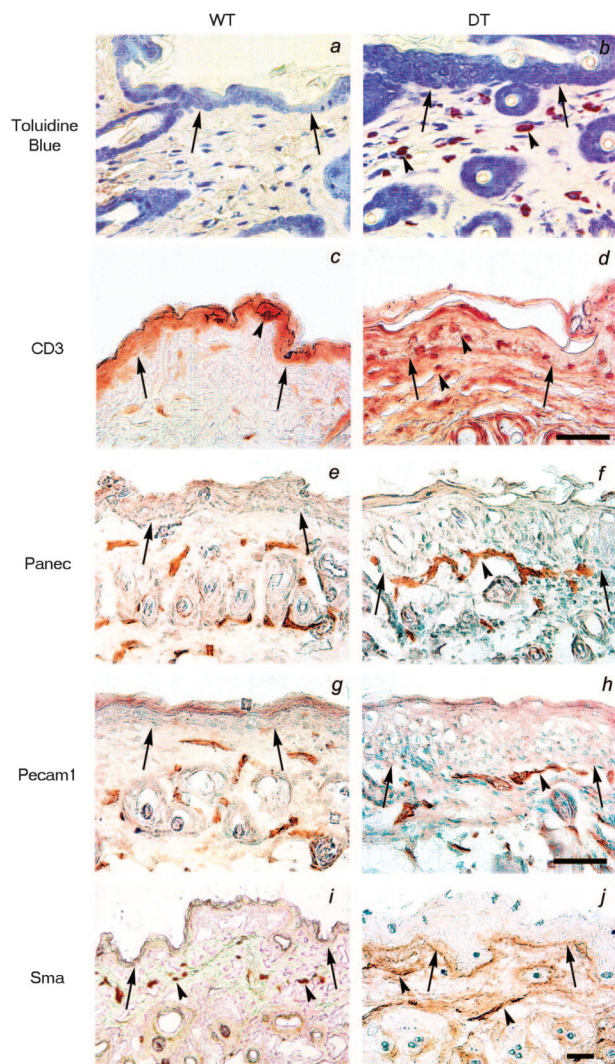 WT DT
a b
Toluidine
Blue
c d
CD3
e f
Panec
g h
Pecam1
i j
Sma